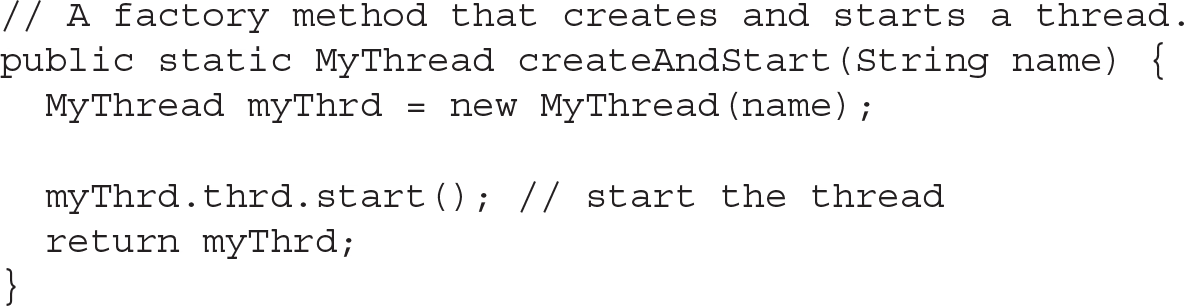 // A factory method that creates and starts a thread.
public static MyThread createAndStart(String name) {
  MyThread myThrd = new MyThread(name);

  myThrd.thrd.start(); // start the thread
  return myThrd;
}